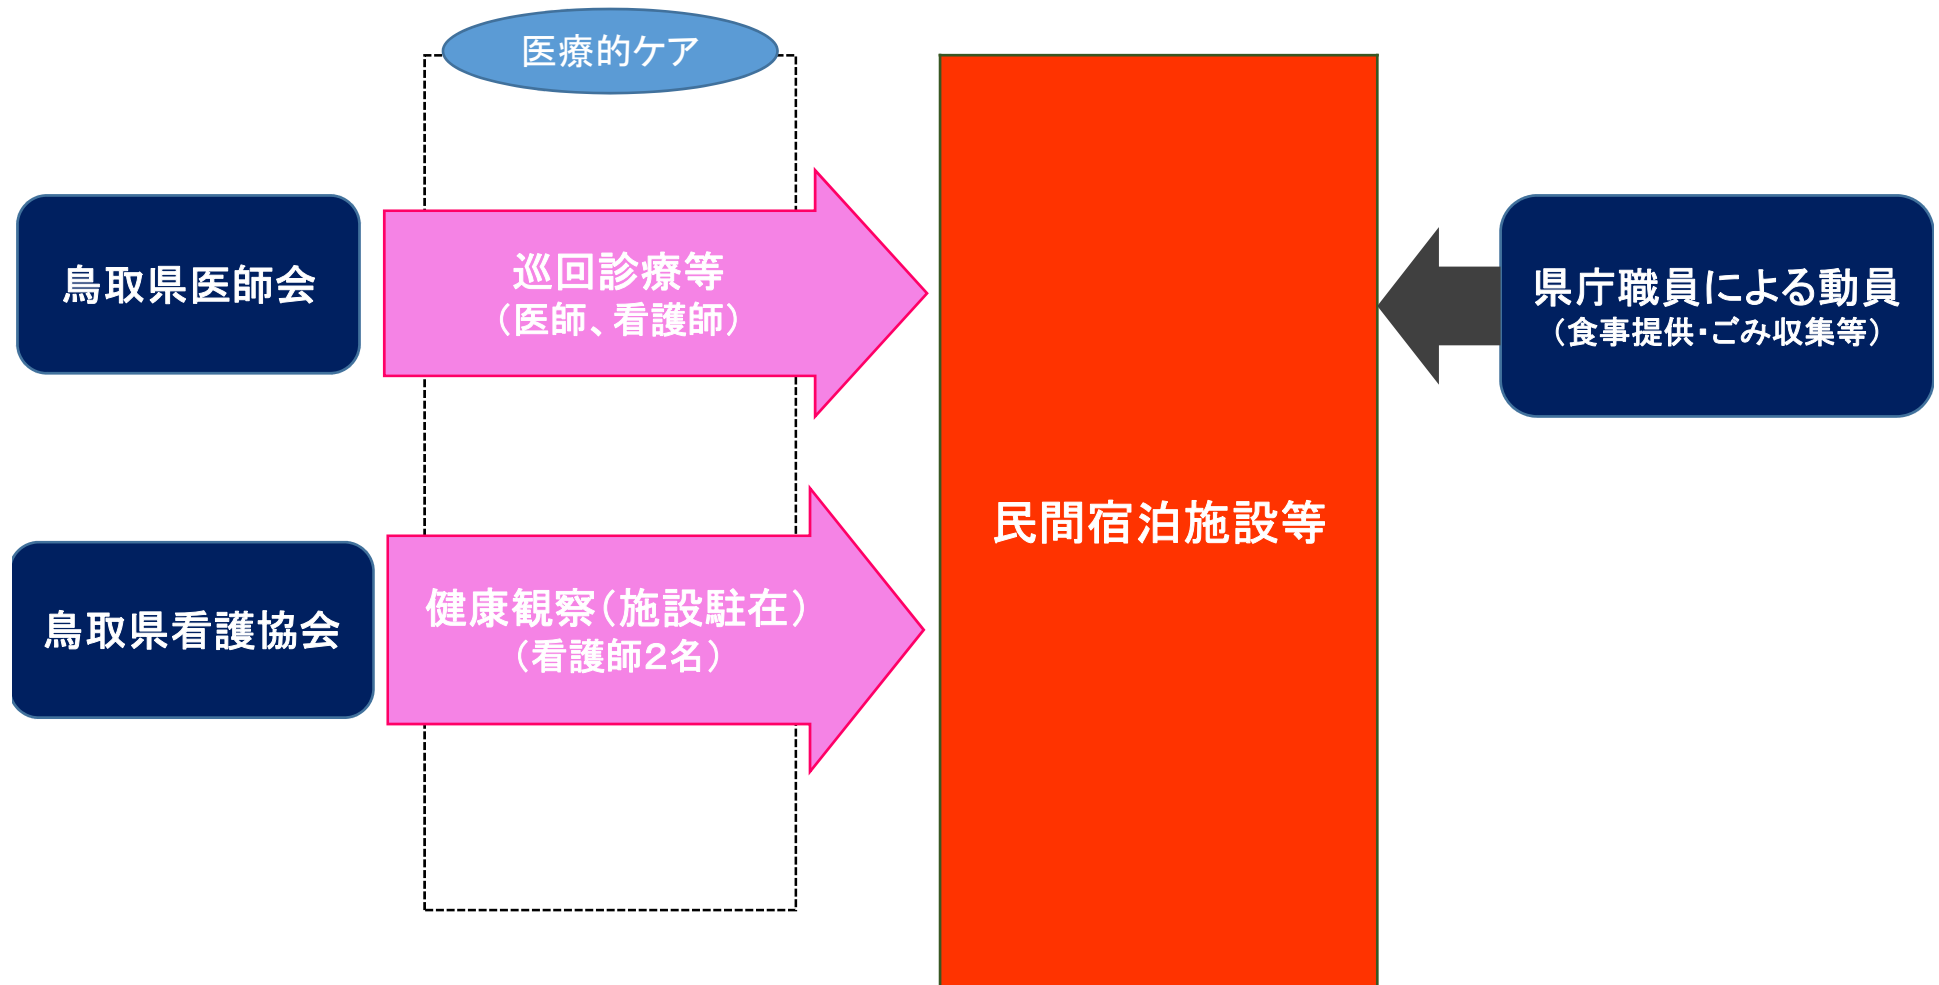 医療的ケア
鳥取県医師会
巡回診療等
（医師、看護師）
県庁職員による動員
（食事提供・ごみ収集等）
民間宿泊施設等
鳥取県看護協会
健康観察（施設駐在）
（看護師２名）